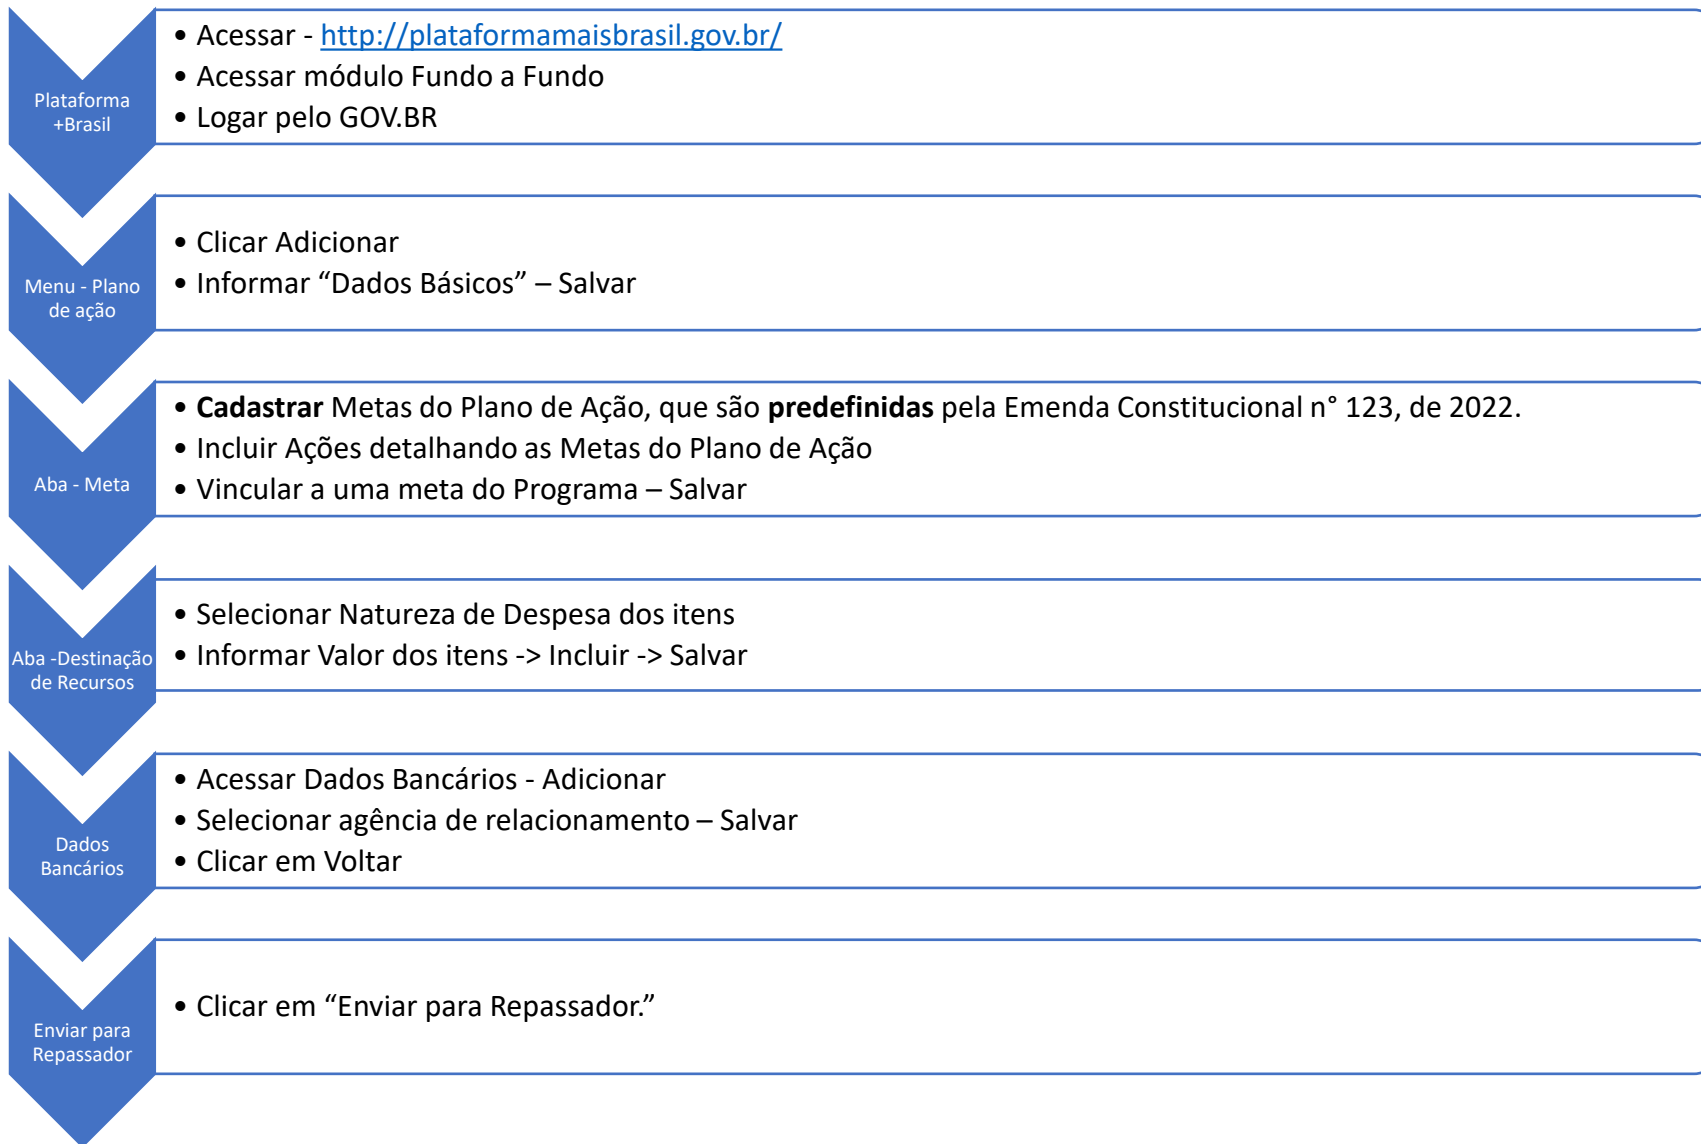 Plataforma
+Brasil
• Acessar - http://plataformamaisbrasil.gov.br/
• Acessar módulo Fundo a Fundo
• Logar pelo GOV.BR
Menu - Plano
de ação
• Clicar Adicionar
• Informar “Dados Básicos” – Salvar
Aba - Meta
• Cadastrar Metas do Plano de Ação, que são predefinidas pela Emenda Constitucional n° 123, de 2022.
• Incluir Ações detalhando as Metas do Plano de Ação
• Vincular a uma meta do Programa – Salvar
Aba -Destinação
de Recursos
• Selecionar Natureza de Despesa dos itens
• Informar Valor dos itens -> Incluir -> Salvar
Dados
Bancários
• Acessar Dados Bancários - Adicionar
• Selecionar agência de relacionamento – Salvar
• Clicar em Voltar
Enviar para
Repassador
• Clicar em “Enviar para Repassador.”